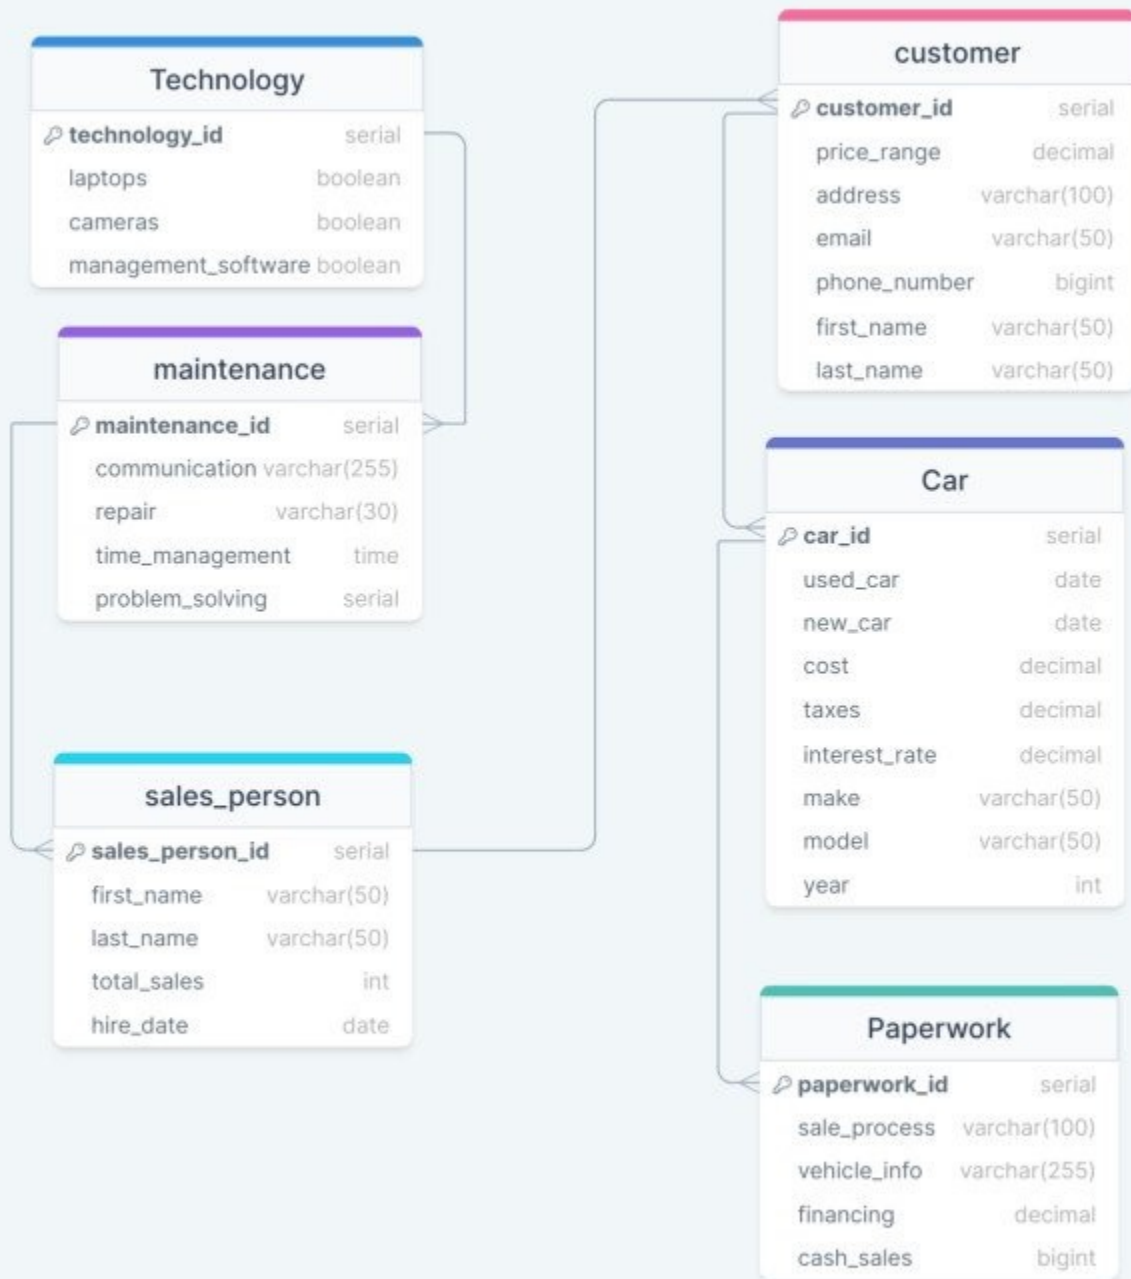 Technology
technology_id serial
laptops boolean
cameras boolean
management_software boolean
maintenance
maintenance_id serial
communication varchar(255)
repair varchar(30)
time_management time
problem_solving serial
sales_person
sales_person_id serial
first_name varchar(50)
last_name varchar(50)
total_sales int
hire_date date
customer
customer_id serial
price_range decimal
address varchar(100)
email varchar(50)
phone_number bigint
first_name varchar(50)
last_name varchar(50)
Car
car_id serial
used_car date
new_car date
cost decimal
taxes decimal
interest_rate decimal
make varchar(50)
model varchar(50)
year int
Paperwork
paperwork_id serial
sale_process varchar(100)
vehicle_info varchar(255)
financing decimal
cash_sales bigint